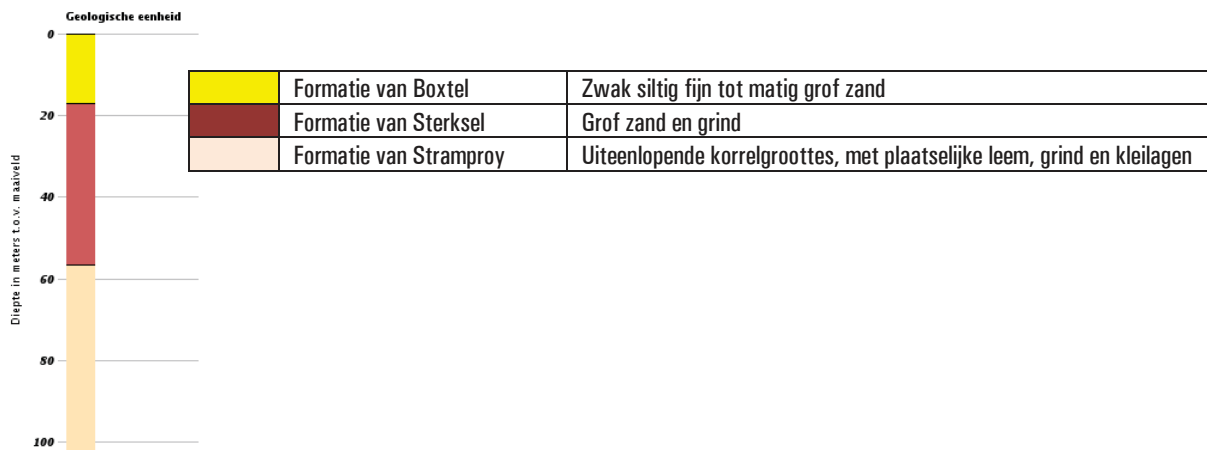 Geologische eenheid
0
Formatie van Boxtel Zwak siltig fijn tot matig grof zand
20
Formatie van Sterksel Grof zand en grind
Formatie van Stramproy Uiteenlopende korrelgroottes, met plaatselijke leem, grind en kleilagen
40
60
80
100
Diepte in meters t.o.v. maaiveld